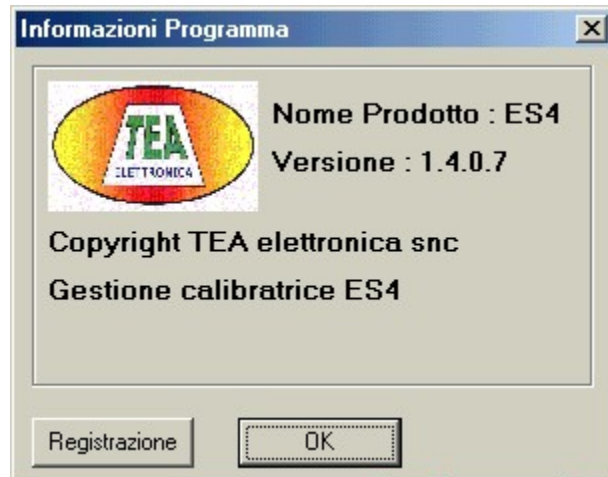 Informazioni Programma
TEA
ELETTRONICA
Nome Prodotto : ES4
Versione : 1.4.0.7
Copyright TEA elettronica snc
Gestione calibratrice ES4
Registrazione
OK